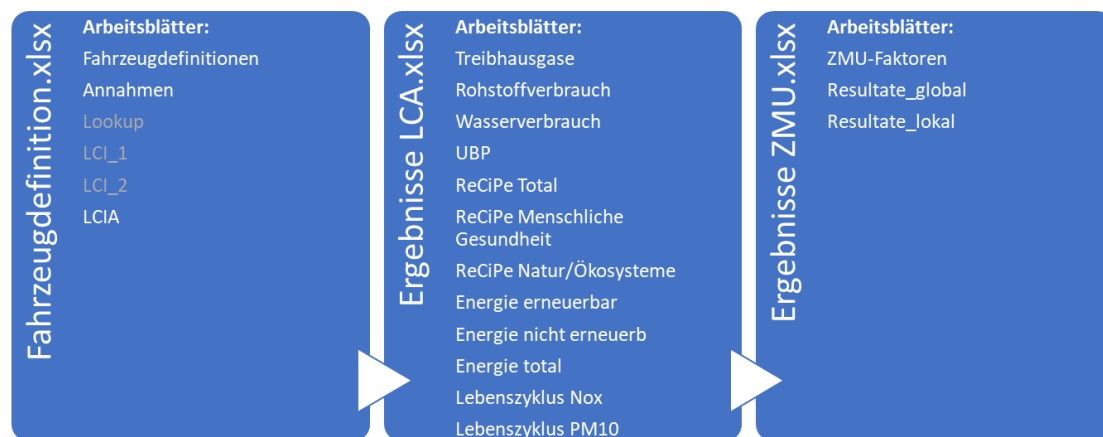 Fahrzeugdefinition.xlsx
Arbeitsblätter:
Fahrzeugdefinitionen
Annahmen
Lookup
LCI_1
LCI_2
LCIA
Ergebnisse LCA.xlsx
Arbeitsblätter:
Treibhausgase
Rohstoffverbrauch
Wasserverbrauch
UBP
ReCiPe Total
ReCiPe Menschliche
Gesundheit
ReCiPe Natur/Ökosysteme
Energie erneuerbar
Energie nicht erneuerb
Energie total
Lebenszyklus Nox
Lebenszyklus PM10
Ergebnisse ZMU.xlsx
Arbeitsblätter:
ZMU-Faktoren
Resultate_global
Resultate_lokal